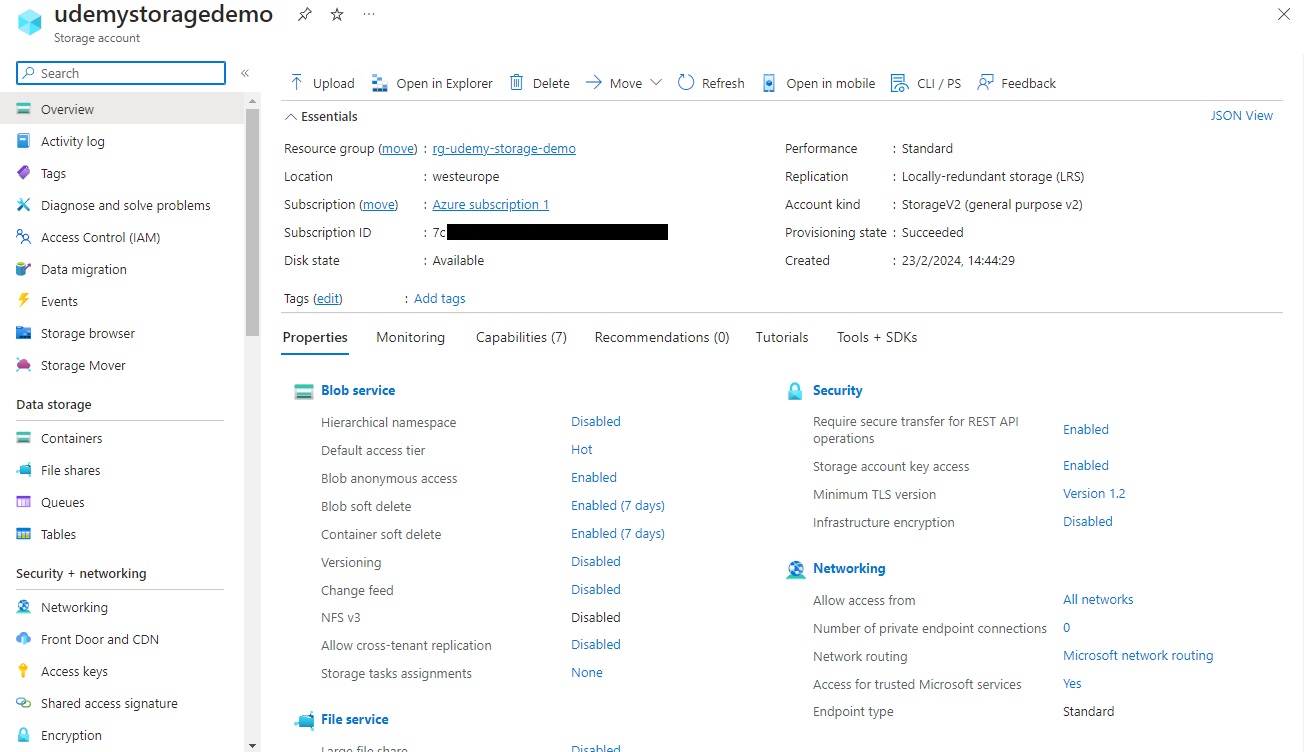 udemystoragedemo
Storage account
Search
Overview
Activity log
Tags
Diagnose and solve problems
Access Control (IAM)
Data migration
Events
Storage browser
Storage Mover
Data storage
Containers
File shares
Queues
Tables
Security + networking
Networking
Front Door and CDN
Access keys
Shared access signature
Encryption
Upload Open in Explorer Delete Move Refresh Open in mobile CLI / PS Feedback
Essentials
JSON View
Resource group (move) : rg-udemy-storage-demo
Location : westeurope
Subscription (move) : Azure subscription 1
Subscription ID : 7c
Disk state : Available
Tags (edit) : Add tags
Performance : Standard
Replication : Locally-redundant storage (LRS)
Account kind : StorageV2 (general purpose v2)
Provisioning state : Succeeded
Created : 23/2/2024, 14:44:29
Properties Monitoring Capabilities (7) Recommendations (0) Tutorials Tools + SDKs
Blob service
Hierarchical namespace Disabled
Default access tier Hot
Blob anonymous access Enabled
Blob soft delete Enabled (7 days)
Container soft delete Enabled (7 days)
Versioning Disabled
Change feed Disabled
NFS v3 Disabled
Allow cross-tenant replication Disabled
Storage tasks assignments None
File service
Large file share Disabled
Security
Require secure transfer for REST API
operations Enabled
Storage account key access Enabled
Minimum TLS version Version 1.2
Infrastructure encryption Disabled
Networking
Allow access from All networks
Number of private endpoint connections 0
Network routing Microsoft network routing
Access for trusted Microsoft services Yes
Endpoint type Standard